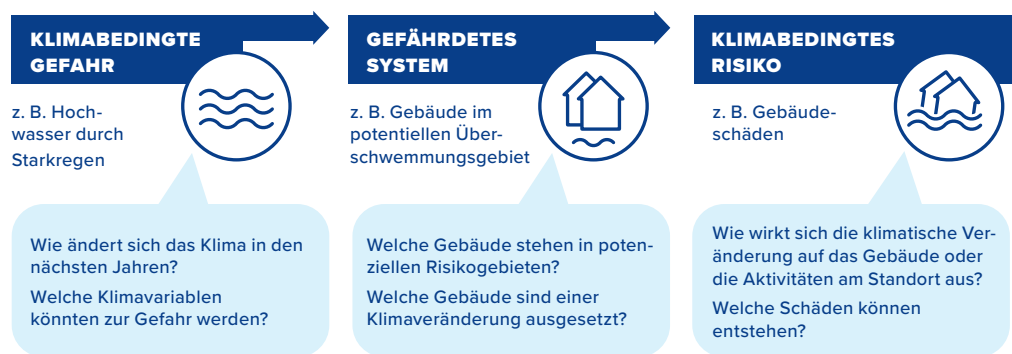 KLIMABEDINGTE
GEFAHR
z. B. Hoch-
wasser durch
Starkregen
Wie ändert sich das Klima in den
nächsten Jahren?
Welche Klimavariablen
könnten zur Gefahr werden?
GEFÄHRDETES
SYSTEM
z. B. Gebäude im
potentiellen Über-
schwemmungsgebiet
Welche Gebäude stehen in poten-
ziellen Risikogebieten?
Welche Gebäude sind einer
Klimaveränderung ausgesetzt?
KLIMABEDINGTES
RISIKO
z. B. Gebäude-
schäden
Wie wirkt sich die klimatische Ver-
änderung auf das Gebäude oder
die Aktivitäten am Standort aus?
Welche Schäden können
entstehen?